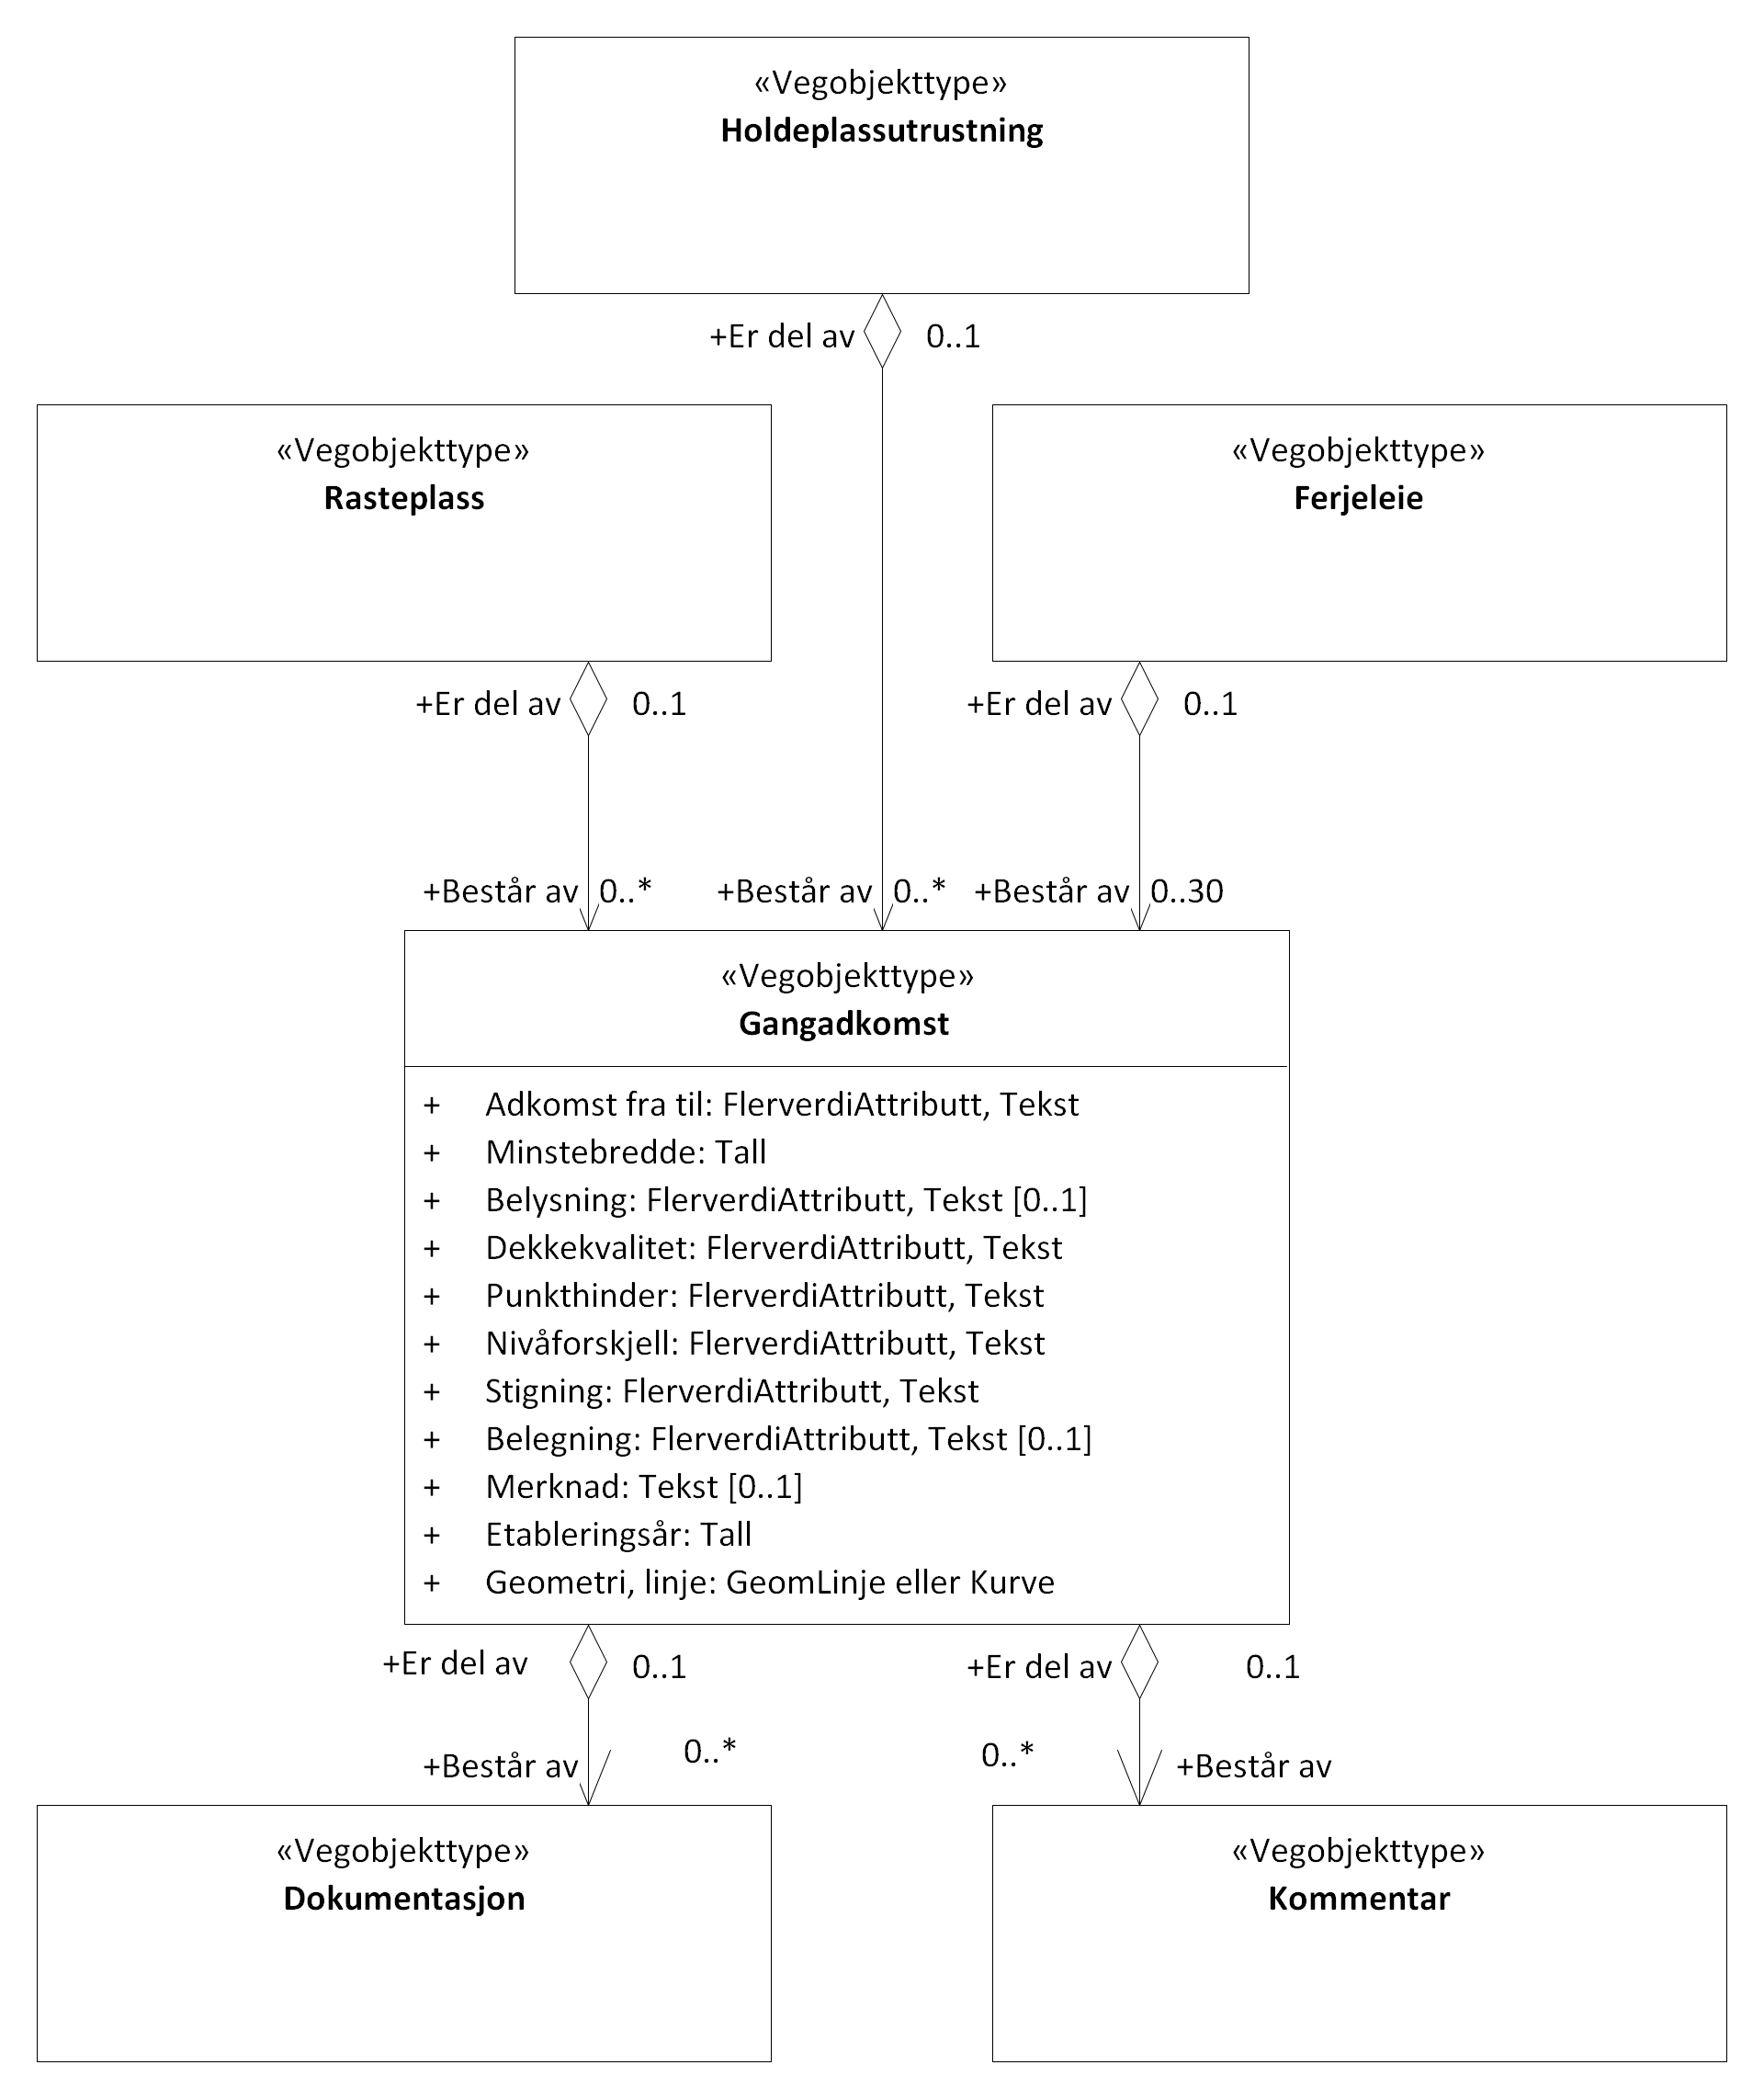 «Vegobjekttype»
Holdeplassutrustning
+Er del av 0..1
«Vegobjekttype»
Rasteplass
«Vegobjekttype»
Ferjeleie
+Er del av 0..1
+Er del av 0..1
+Består av 0..*
+Består av 0..*
+Består av 0..30
«Vegobjekttype»
Gangadkomst
+ Adkomst fra til: FlerverdiAttributt, Tekst
+ Minstebredde: Tall
+ Belysning: FlerverdiAttributt, Tekst [0..1]
+ Dekkekvalitet: FlerverdiAttributt, Tekst
+ Punkthinder: FlerverdiAttributt, Tekst
+ Nivåforskjell: FlerverdiAttributt, Tekst
+ Stigning: FlerverdiAttributt, Tekst
+ Belegning: FlerverdiAttributt, Tekst [0..1]
+ Merknad: Tekst [0..1]
+ Etableringsår: Tall
+ Geometri, linje: GeomLinje eller Kurve
+Er del av 0..1
+Er del av 0..1
+Består av 0..*
0..* +Består av
«Vegobjekttype»
Dokumentasjon
«Vegobjekttype»
Kommentar